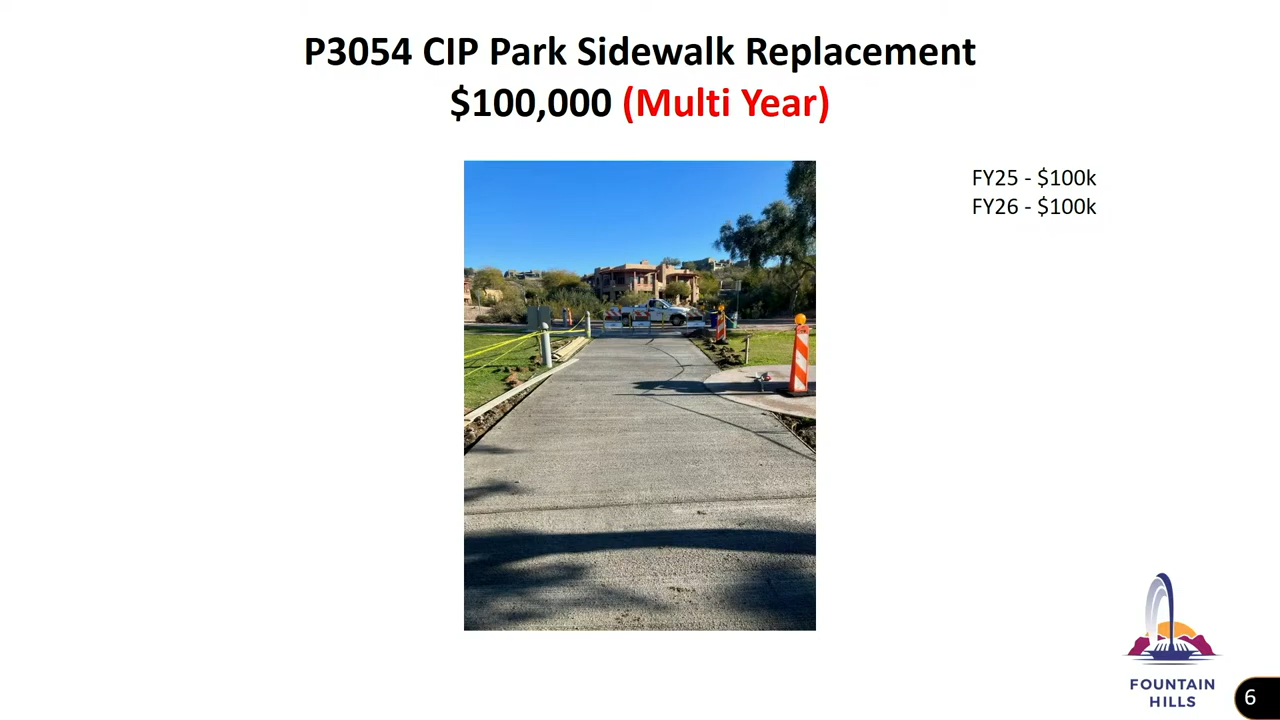 P3054 CIP Park Sidewalk Replacement
$100,000 (Multi Year)
FY25 - $100k
FY26 - $100k
FOUNTAIN
HILLS
6